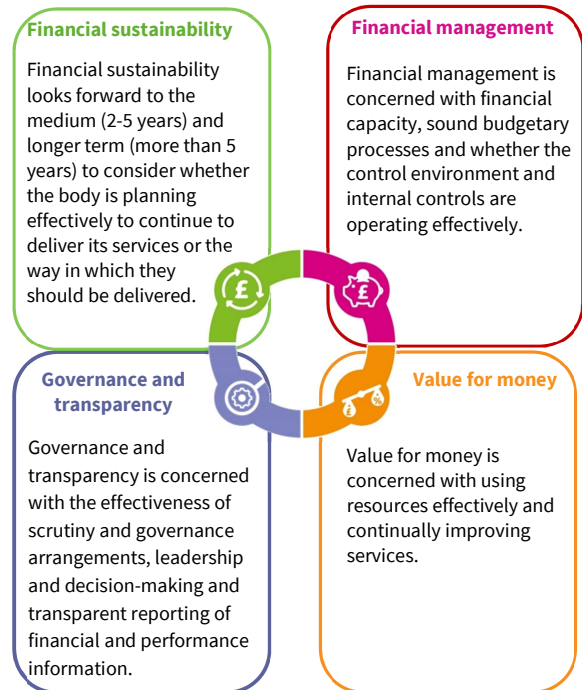 Financial sustainability
Financial sustainability
looks forward to the
medium (2-5 years) and
longer term (more than 5
years) to consider whether
the body is planning
effectively to continue to
deliver its services or the
way in which they
should be delivered.
Financial management
Financial management is
concerned with financial
capacity, sound budgetary
processes and whether the
control environment and
internal controls are
operating effectively.
£
£
Governance and
transparency
Governance and
transparency is concerned
with the effectiveness of
scrutiny and governance
arrangements, leadership
and decision-making and
transparent reporting of
financial and performance
information.
Value for money
£ %
Value for money is
concerned with using
resources effectively and
continually improving
services.